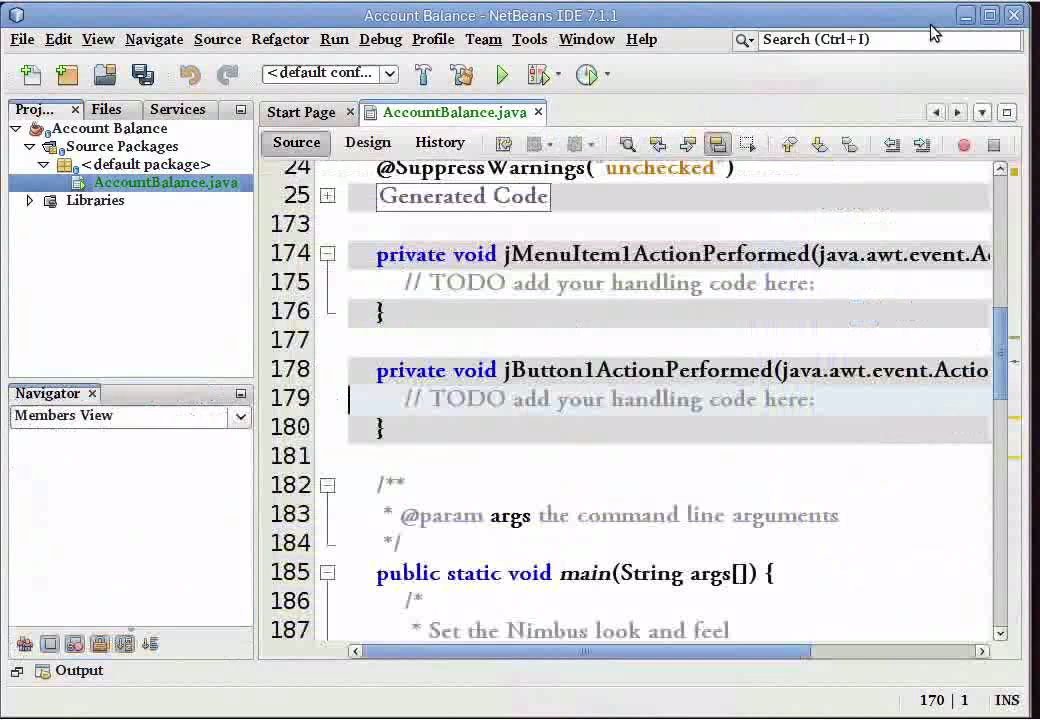 Account Balance - NetBeans IDE 7.1.1
File Edit View Navigate Source Refactor Run Debug Profile Team Tools Window Help
Search (Ctrl+I)
<default conf...
Proj... × Files Services
Start Page × AccountBalance.java ×
Account Balance
Source Packages
<default package>
AccountBalance.java
Libraries
Source Design History
24 @SuppressWarnings("unchecked")
25 Generated Code
173
174 private void jMenuItem1ActionPerformed(java.awt.event.Ac
175 // TODO add your handling code here:
176 }
177
178 private void jButton1ActionPerformed(java.awt.event.Actio
179 // TODO add your handling code here:
180 }
181
182 /**
183 * @param args the command line arguments
184 */
185 public static void main(String args[]) {
186 /*
187 * Set the Nimbus look and feel
Navigator ×
Members View
Output
170 | 1 INS